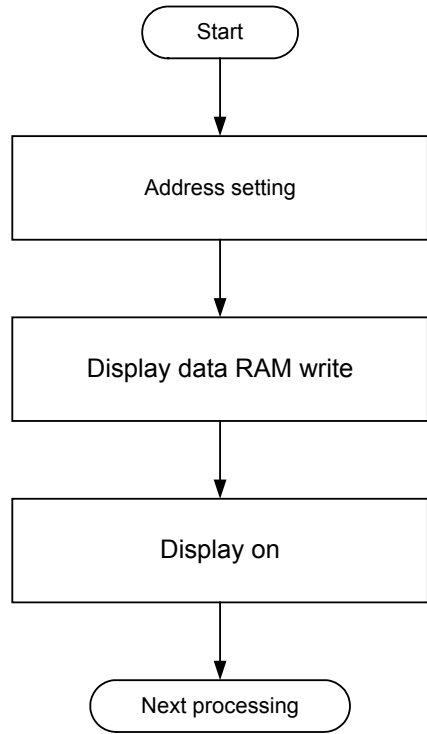 Start
Address setting
Display data RAM write
Display on
Next processing